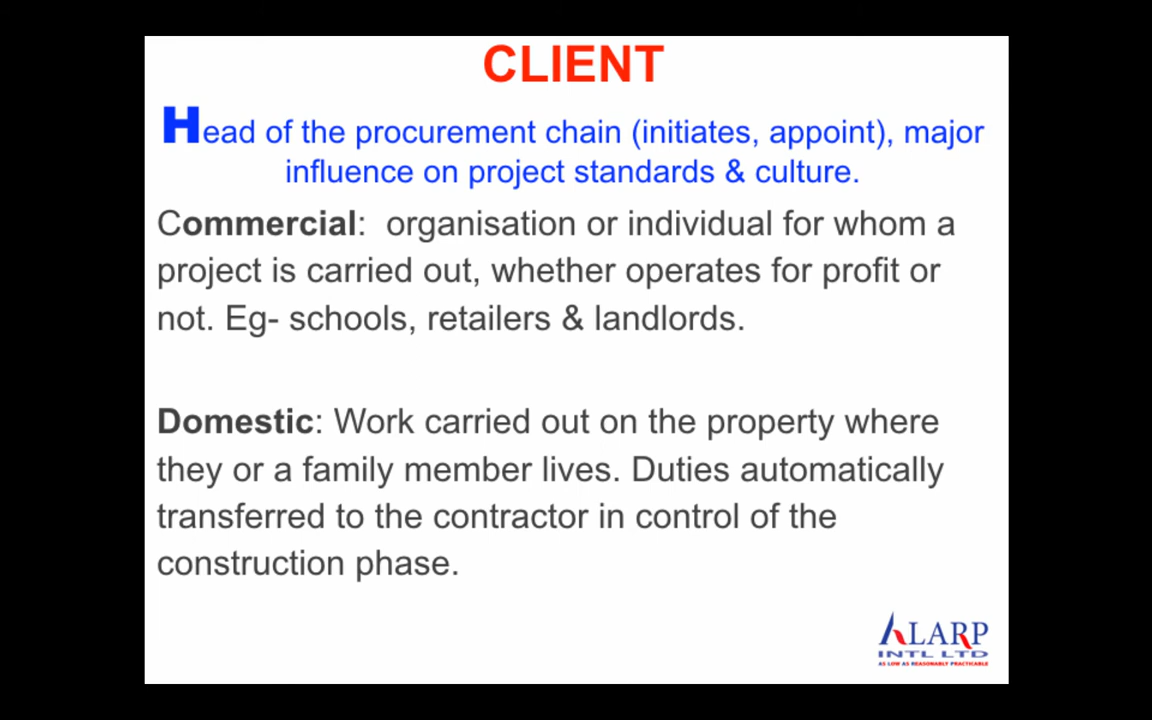 CLIENT
Head of the procurement chain (initiates, appoint), major
influence on project standards & culture.
Commercial:  organisation or individual for whom a
project is carried out, whether operates for profit or
not. Eg- schools, retailers & landlords.
Domestic: Work carried out on the property where
they or a family member lives. Duties automatically
transferred to the contractor in control of the
construction phase.
ALARP
INTL LTD
AS LOW AS REASONABLY PRACTICABLE